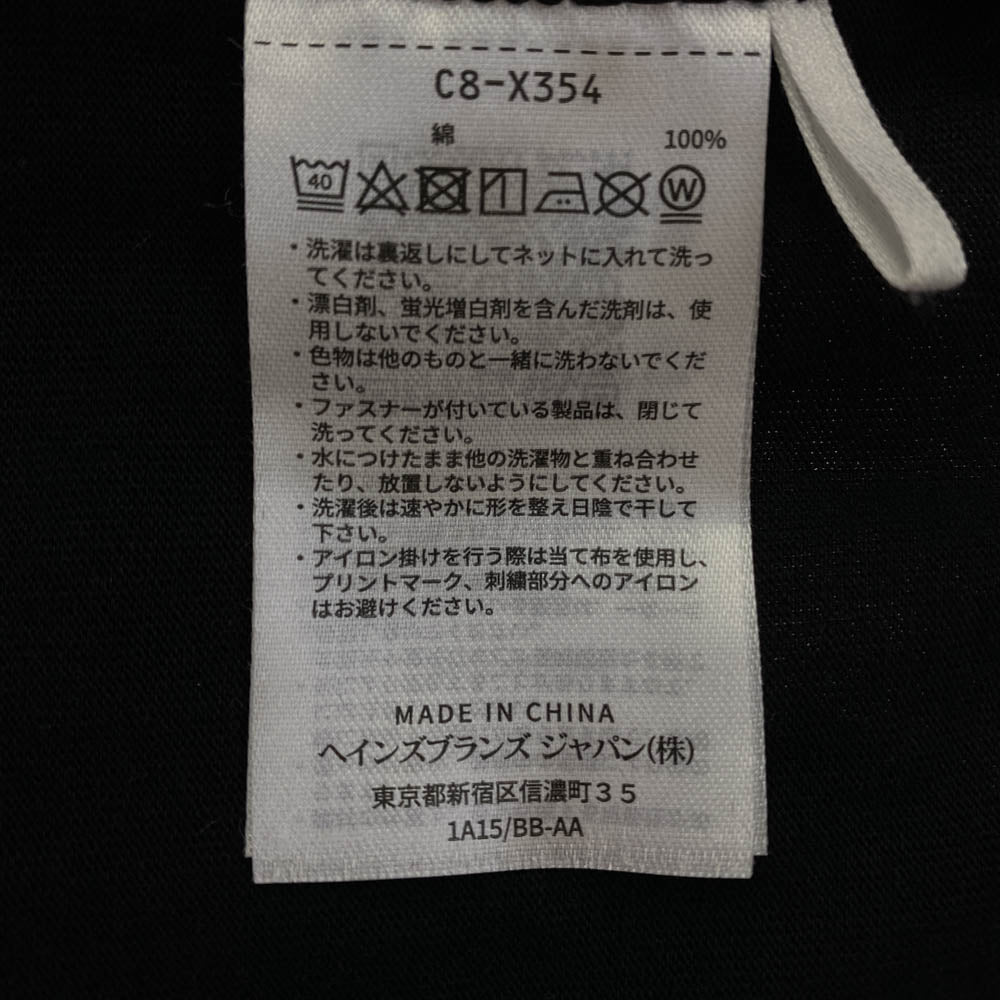 C8-X354
綿 100%
40 W
・洗濯は裏返しにしてネットに入れて洗っ
てください。
・漂白剤、蛍光増白剤を含んだ洗剤は、使
用しないでください。
・色物は他のものと一緒に洗わないでくだ
さい。
・ファスナーが付いている製品は、閉じて
洗ってください。
・水につけたまま他の洗濯物と重ね合わせ
たり、放置しないようにしてください。
・洗濯後は速やかに形を整え日陰で干して
下さい。
・アイロン掛けを行う際は当て布を使用し、
プリントマーク、刺繍部分へのアイロン
はお避けください。
MADE IN CHINA
ヘインズブランズ ジャパン(株)
東京都新宿区信濃町３５
1A15/BB-AA